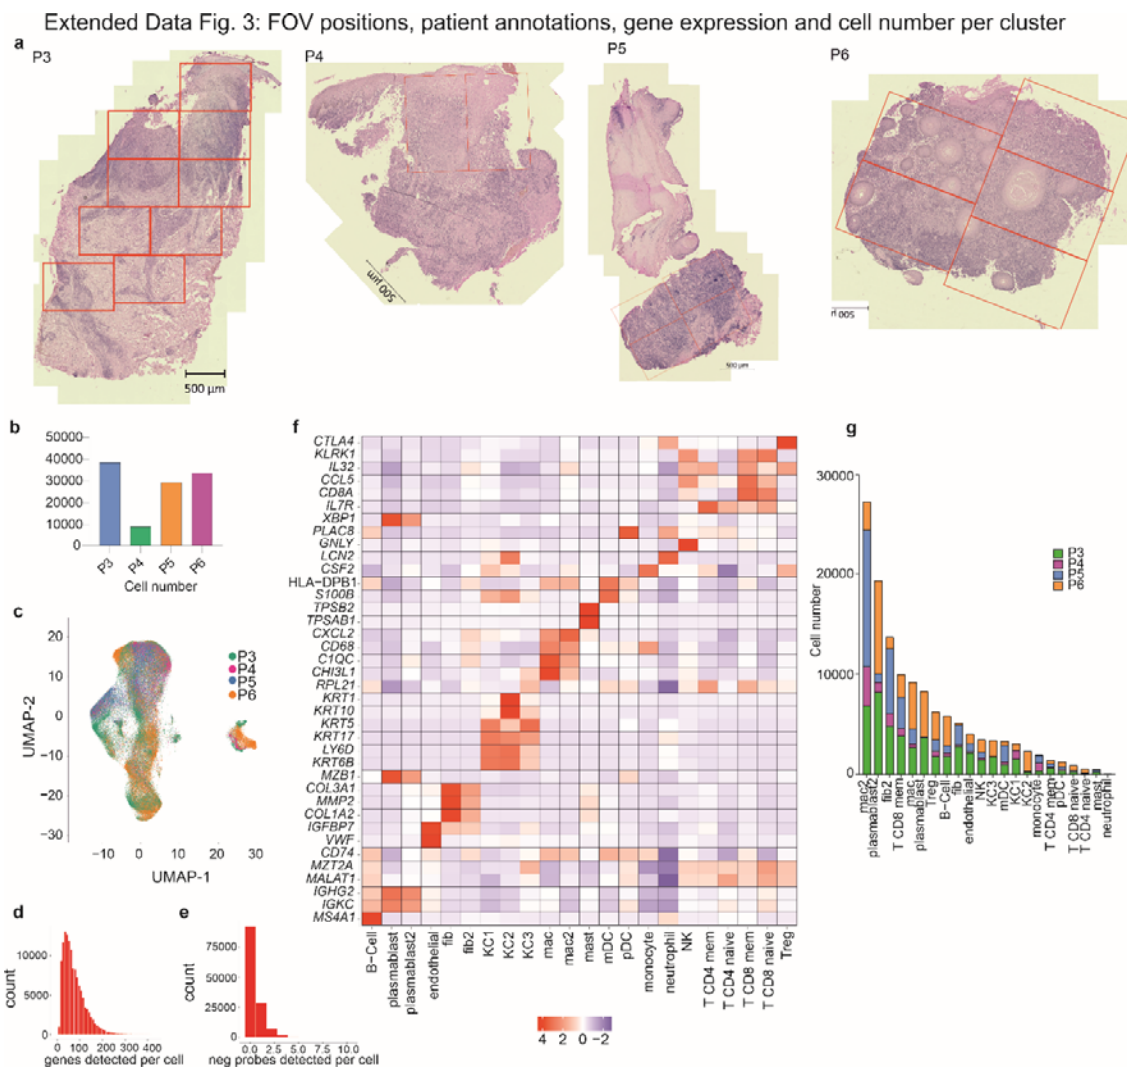 Extended Data Fig. 3: FOV positions, patient annotations, gene expression and cell number per cluster
a
P3
P4
P5
P6
500 µm
500 µm
500 µm
500 µm
b
50000
40000
30000
20000
10000
0
P3
P4
P5
P6
Cell number
c
20
10
0
−10
−20
−30
UMAP-2
−10
0
10
20
30
UMAP-1
P3
P4
P5
P6
d
10000
5000
0
count
0 100 200 300 400
genes detected per cell
e
75000
50000
25000
0
count
0.0
2.5
5.0
7.5
10.0
neg probes detected per cell
f
CTLA4
KLRK1
IL32
CCL5
CD8A
IL7R
XBP1
PLAC8
GNLY
LCN2
CSF2
HLA−DPB1
S100B
TPSB2
TPSAB1
CXCL2
CD68
C1QC
CHI3L1
RPL21
KRT1
KRT10
KRT5
KRT17
LY6D
KRT6B
MZB1
COL3A1
MMP2
COL1A2
IGFBP7
VWF
CD74
MZT2A
MALAT1
IGHG2
IGKC
MS4A1
B−Cell
plasmablast
plasmablast2
endothelial
fib
fib2
KC1
KC2
KC3
mac
mac2
mast
mDC
pDC
monocyte
neutrophil
NK
T CD4 mem
T CD4 naive
T CD8 mem
T CD8 naive
Treg
4 2 0 −2
g
30000
20000
10000
0
Cell number
P3
P4
P5
P6
mac2
plasmablast2
fib2
T CD8 mem
mac
plasmablast
Treg
B−Cell
fib
endothelial
NK
KC3
mDC
KC1
KC2
monocyte
T CD4 mem
pDC
T CD8 naive
T CD4 naive
mast
neutrophil